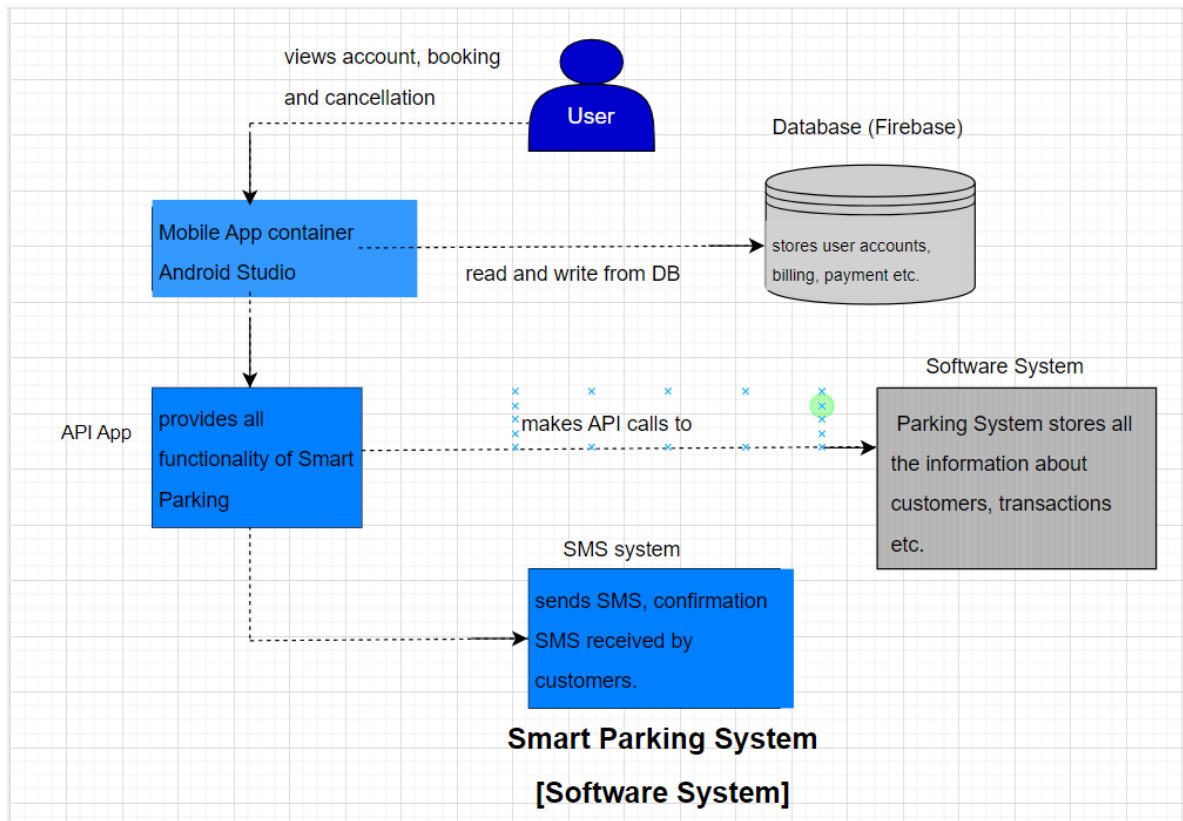 views account, booking
and cancellation
User
Database (Firebase)
Mobile App container
Android Studio
read and write from DB
stores user accounts,
billing, payment etc.
Software System
API App
provides all
functionality of Smart
Parking
makes API calls to
Parking System stores all
the information about
customers, transactions
etc.
SMS system
sends SMS, confirmation
SMS received by
customers.
Smart Parking System
[Software System]